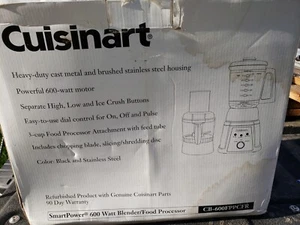 Cuisinart®
Heavy-duty cast metal and brushed stainless steel housing
Powerful 600-watt motor
Separate High, Low and Ice Crush Buttons
Easy-to-use dial control for On, Off and Pulse
3-cup Food Processor Attachment with feed tube
Includes chopping blade, slicing/shredding disc
Color: Black and Stainless Steel
Refurbished Product with Genuine Cuisinart Parts
90 Day Warranty
SmartPower® 600 Watt Blender/Food Processor
CB-600FPPCFR